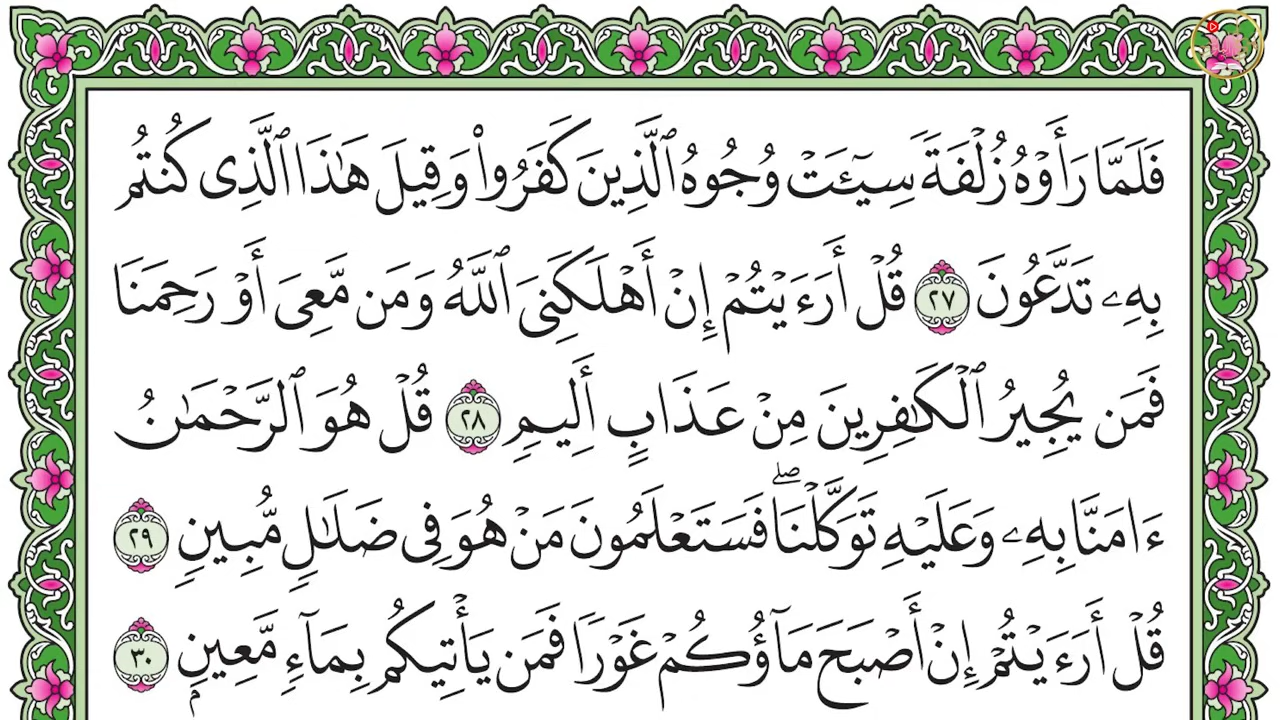 فَلَمَّا رَأَوۡهُ زُلۡفَةٗ سِيٓـَٔتۡ وُجُوهُ ٱلَّذِينَ كَفَرُواْ وَقِيلَ هَٰذَا ٱلَّذِي كُنتُم
بِهِۦ تَدَّعُونَ ٢٧ قُلۡ أَرَءَيۡتُمۡ إِنۡ أَهۡلَكَنِيَ ٱللَّهُ وَمَن مَّعِيَ أَوۡ رَحِمَنَا
فَمَن يُجِيرُ ٱلۡكَٰفِرِينَ مِنۡ عَذَابٍ أَلِيمٖ ٢٨ قُلۡ هُوَ ٱلرَّحۡمَٰنُ
ءَامَنَّا بِهِۦ وَعَلَيۡهِ تَوَكَّلۡنَاۖ فَسَتَعۡلَمُونَ مَنۡ هُوَ فِي ضَلَٰلٖ مُّبِينٖ ٢٩
قُلۡ أَرَءَيۡتُمۡ إِنۡ أَصۡبَحَ مَآؤُكُمۡ غَوۡرٗا فَمَن يَأۡتِيكُم بِمَآءٖ مَّعِينِۭ ٣٠